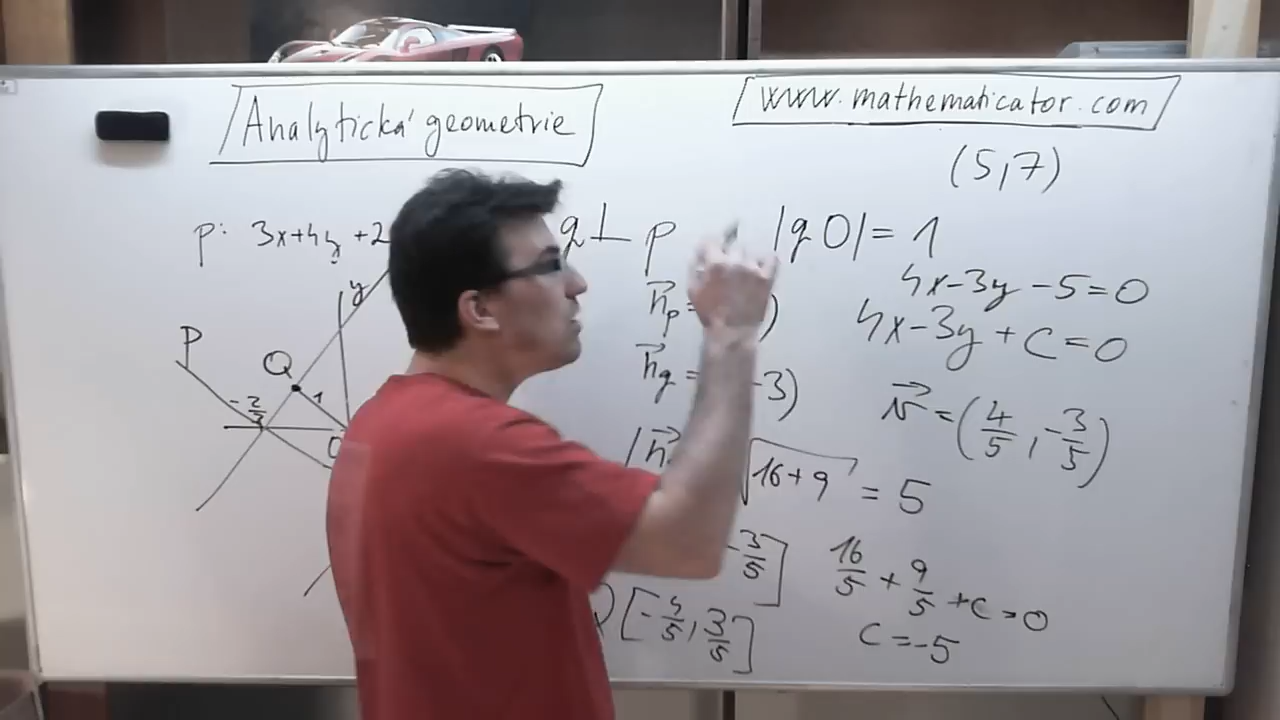 Analytická geometrie
www.mathematicator.com
(5,7)
p: 3x+4y+2
q⊥p |qO|=1
4x-3y-5=0
4x-3y+c=0
y
P
Q
1
-2/3
n⃗p= )
n⃗q= -3)
v⃗=(4/5,-3/5)
|n⃗ √16+9 =5
-3/5]
16/5+9/5+c=0
[-4/5,3/5]
c=-5